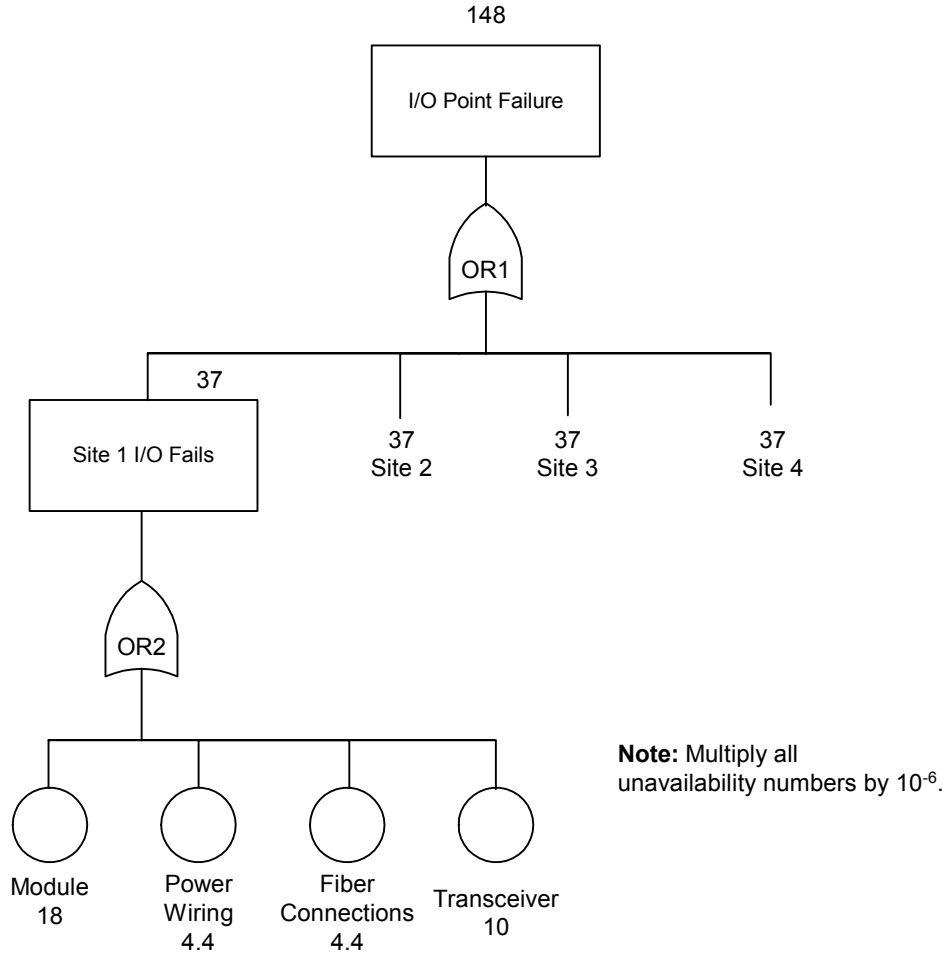 148
I/O Point Failure
OR1
37
Site 1 I/O Fails
37
Site 2
37
Site 3
37
Site 4
OR2
Note: Multiply all
unavailability numbers by 10-6.
Module
18
Power
Wiring
4.4
Fiber
Connections
4.4
Transceiver
10